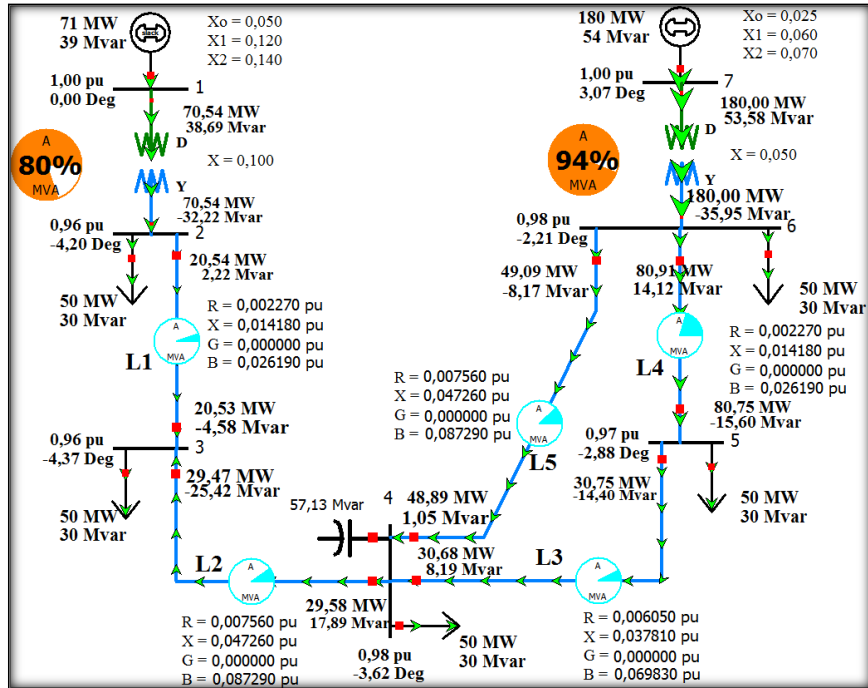 71 MW
39 Mvar
slack
Xo = 0,050
X1 = 0,120
X2 = 0,140
1,00 pu
0,00 Deg
1
70,54 MW
38,69 Mvar
D
A
80%
MVA
X = 0,100
Y
70,54 MW
-32,22 Mvar
0,96 pu
-4,20 Deg
2
20,54 MW
2,22 Mvar
50 MW
30 Mvar
A
MVA
L1
R = 0,002270 pu
X = 0,014180 pu
G = 0,000000 pu
B = 0,026190 pu
20,53 MW
-4,58 Mvar
0,96 pu
-4,37 Deg
3
29,47 MW
-25,42 Mvar
50 MW
30 Mvar
180 MW
54 Mvar
Xo = 0,025
X1 = 0,060
X2 = 0,070
1,00 pu
3,07 Deg
7
180,00 MW
53,58 Mvar
D
A
94%
MVA
X = 0,050
Y
180,00 MW
-35,95 Mvar
0,98 pu
-2,21 Deg
6
49,09 MW
-8,17 Mvar
80,91 MW
14,12 Mvar
50 MW
30 Mvar
A
MVA
L4
R = 0,002270 pu
X = 0,014180 pu
G = 0,000000 pu
B = 0,026190 pu
R = 0,007560 pu
X = 0,047260 pu
G = 0,000000 pu
B = 0,087290 pu
A
MVA
L5
80,75 MW
-15,60 Mvar
0,97 pu
-2,88 Deg
5
30,75 MW
-14,40 Mvar
50 MW
30 Mvar
57,13 Mvar
4
48,89 MW
1,05 Mvar
30,68 MW
8,19 Mvar
L3
A
MVA
L2
A
MVA
29,58 MW
17,89 Mvar
R = 0,007560 pu
X = 0,047260 pu
G = 0,000000 pu
B = 0,087290 pu
0,98 pu
-3,62 Deg
50 MW
30 Mvar
R = 0,006050 pu
X = 0,037810 pu
G = 0,000000 pu
B = 0,069830 pu